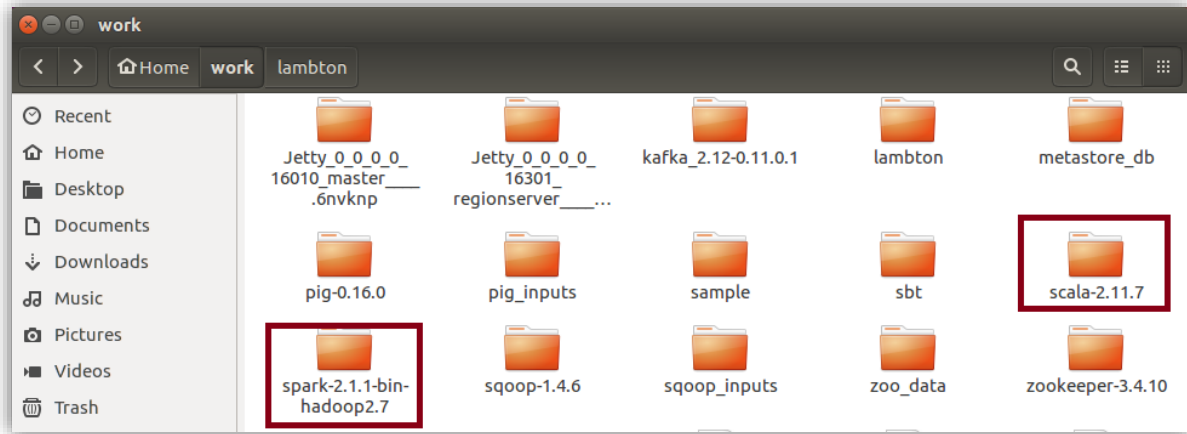 work
Home work lambton
Recent
Home
Desktop
Documents
Downloads
Music
Pictures
Videos
Trash
Jetty_0_0_0_0_
16010_master____
.6nvknp
Jetty_0_0_0_0_
16301_
regionserver____...
kafka_2.12-0.11.0.1
lambton
metastore_db
pig-0.16.0
pig_inputs
sample
sbt
scala-2.11.7
spark-2.1.1-bin-
hadoop2.7
sqoop-1.4.6
sqoop_inputs
zoo_data
zookeeper-3.4.10